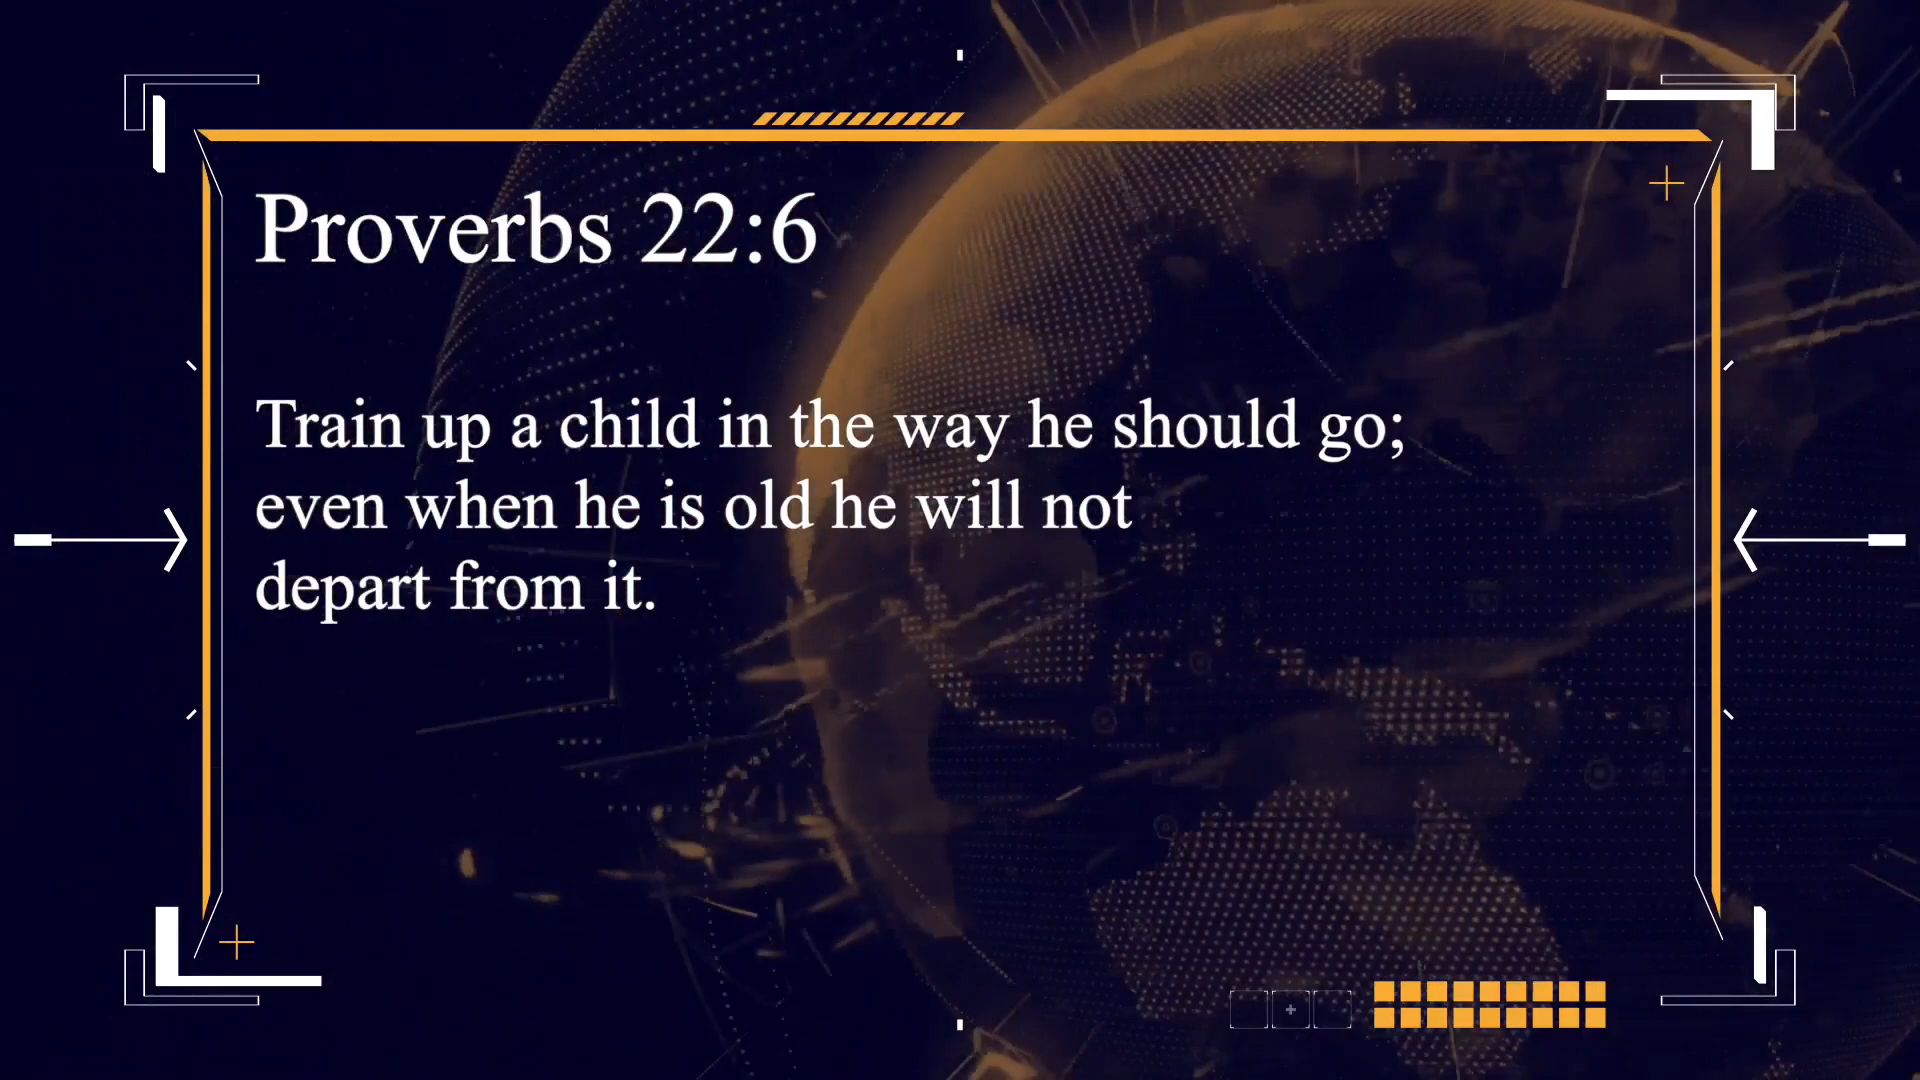 Proverbs 22:6
Train up a child in the way he should go;
even when he is old he will not
depart from it.